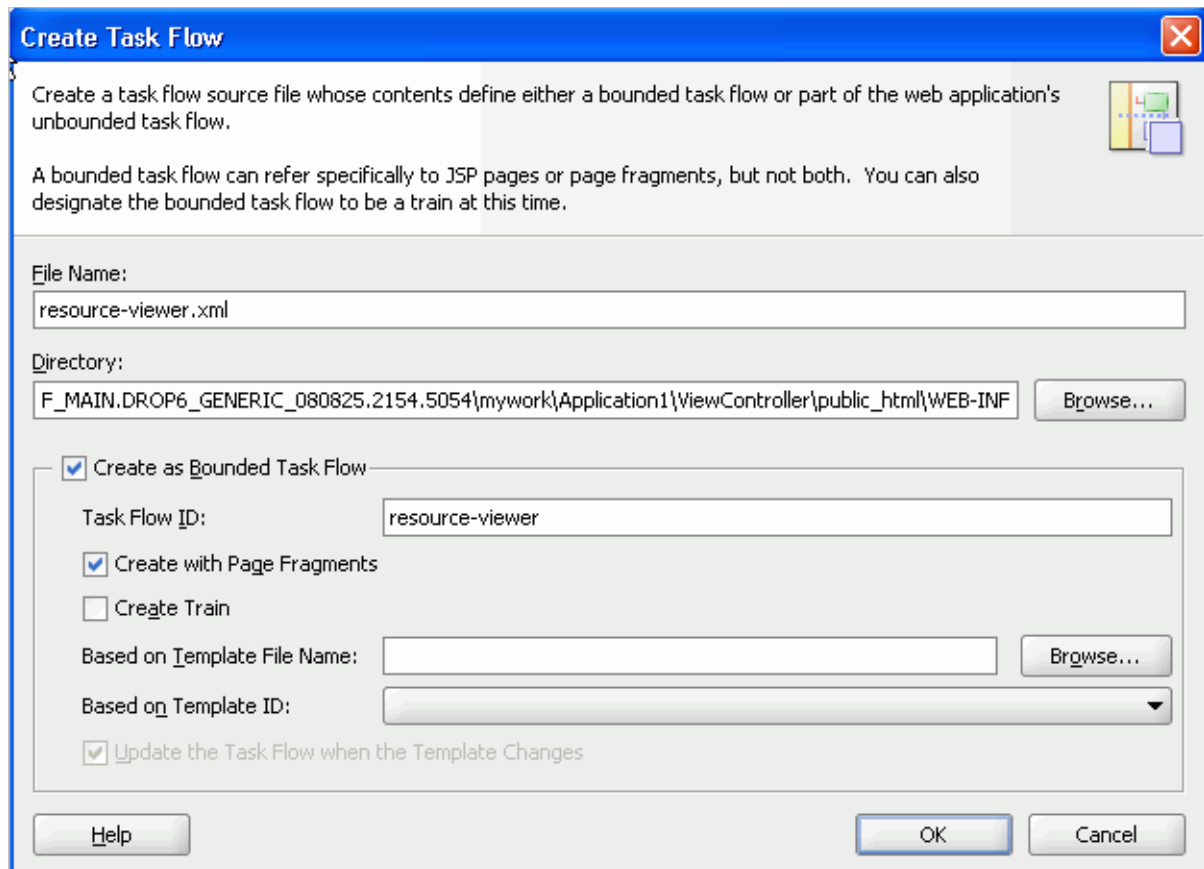 Create Task Flow
Create a task flow source file whose contents define either a bounded task flow or part of the web application's
unbounded task flow.
A bounded task flow can refer specifically to JSP pages or page fragments, but not both.  You can also
designate the bounded task flow to be a train at this time.
File Name:
resource-viewer.xml
Directory:
F_MAIN.DROP6_GENERIC_080825.2154.5054\mywork\Application1\ViewController\public_html\WEB-INF Browse...
Create as Bounded Task Flow
Task Flow ID: resource-viewer
Create with Page Fragments
Create Train
Based on Template File Name: Browse...
Based on Template ID:
Update the Task Flow when the Template Changes
Help OK Cancel